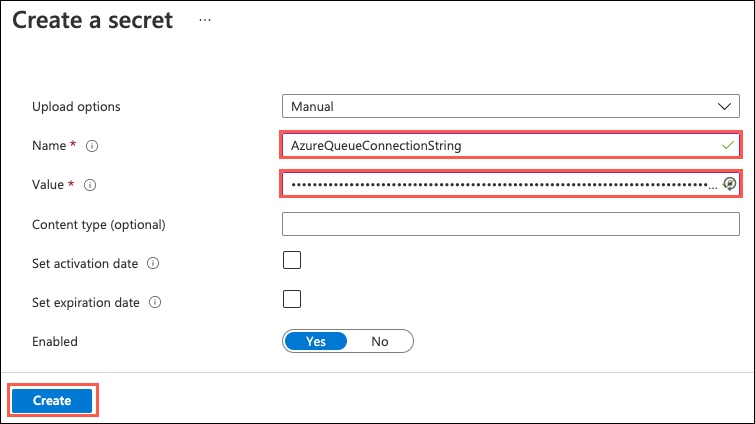 Create a secret ...
Upload options Manual
Name * AzureQueueConnectionString
Value * ••••••••••••••••••••••••••••••••••••••••••••••••••••••••••••••••••••••••••••••••...
Content type (optional)
Set activation date
Set expiration date
Enabled Yes No
Create